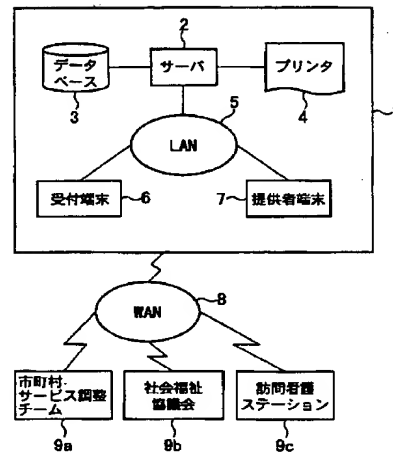 2
データ
ベース
サーバ
プリンタ
3
4
5
LAN
受付端末
6
7
提供者端末
WAN
8
市町村・
サービス調整
チーム
社会福祉
協議会
訪問看護
ステーション
9a
9b
9c